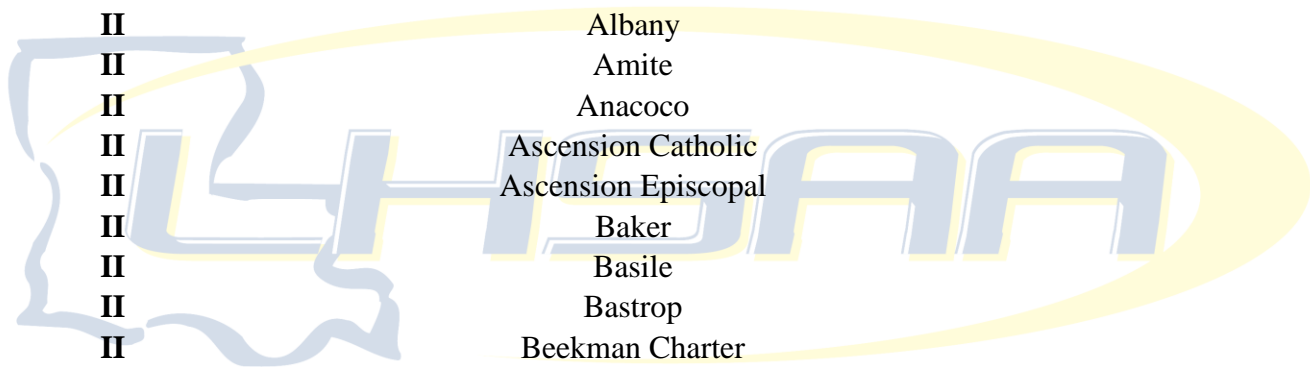 II Albany
II Amite
II Anacoco
II Ascension Catholic
II Ascension Episcopal
II Baker
II Basile
II Bastrop
II Beekman Charter
LHSAA